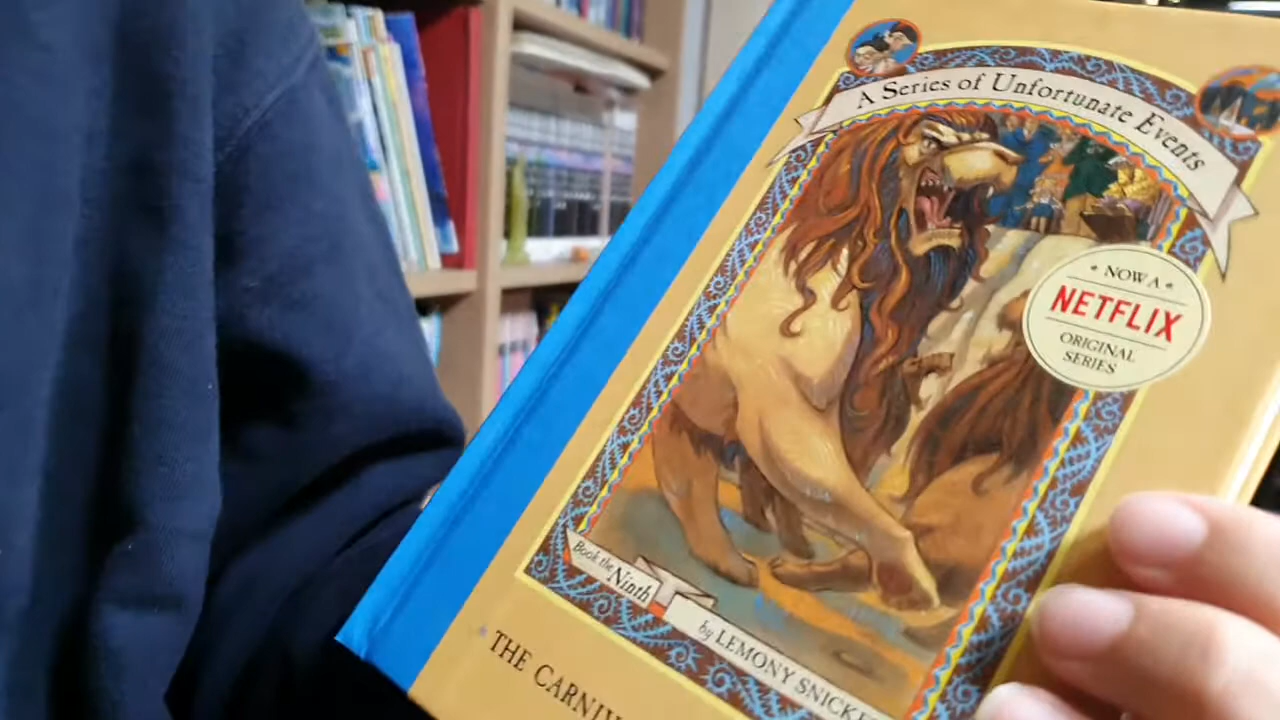 A Series of Unfortunate Events
NOW A
NETFLIX
ORIGINAL
SERIES
Book the
Ninth
by LEMONY SNICKE
THE CARNIV